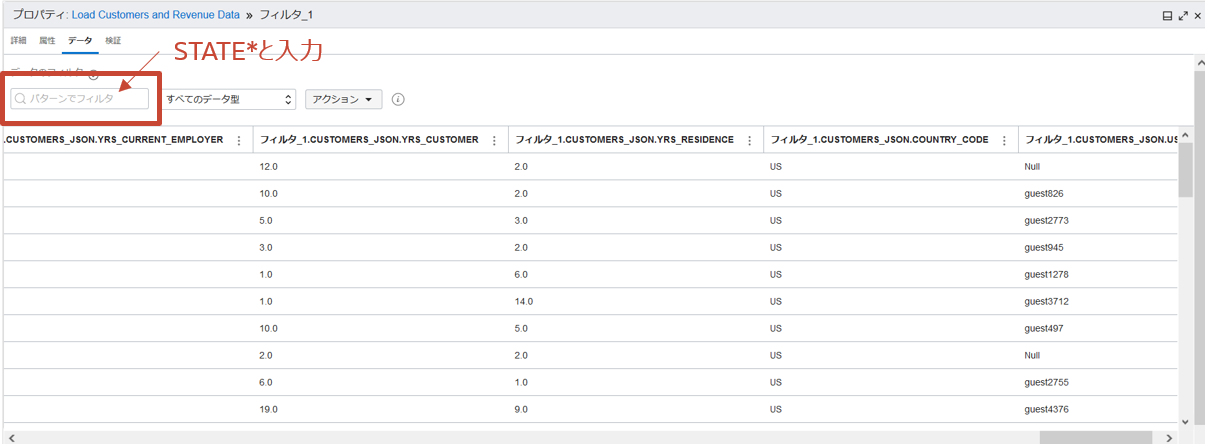 プロパティ: Load Customers and Revenue Data » フィルタ_1
詳細 属性 データ 検証
STATE*と入力
データのフィルタ
パターンでフィルタ すべてのデータ型 アクション
.CUSTOMERS_JSON.YRS_CURRENT_EMPLOYER フィルタ_1.CUSTOMERS_JSON.YRS_CUSTOMER フィルタ_1.CUSTOMERS_JSON.YRS_RESIDENCE フィルタ_1.CUSTOMERS_JSON.COUNTRY_CODE フィルタ_1.CUSTOMERS_JSON.US
12.0 2.0 US Null
10.0 2.0 US guest826
5.0 3.0 US guest2773
3.0 2.0 US guest945
1.0 6.0 US guest1278
1.0 14.0 US guest3712
10.0 5.0 US guest497
2.0 2.0 US Null
6.0 1.0 US guest2755
19.0 9.0 US guest4376